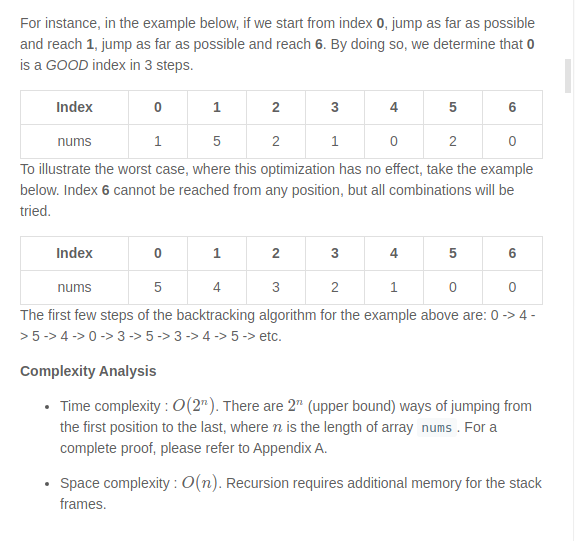 For instance, in the example below, if we start from index 0, jump as far as possible
and reach 1, jump as far as possible and reach 6. By doing so, we determine that 0
is a GOOD index in 3 steps.
Index 0 1 2 3 4 5 6
nums 1 5 2 1 0 2 0
To illustrate the worst case, where this optimization has no effect, take the example
below. Index 6 cannot be reached from any position, but all combinations will be
tried.
Index 0 1 2 3 4 5 6
nums 5 4 3 2 1 0 0
The first few steps of the backtracking algorithm for the example above are: 0 -> 4 -
> 5 -> 4 -> 0 -> 3 -> 5 -> 3 -> 4 -> 5 -> etc.
Complexity Analysis
• Time complexity : O(2ⁿ). There are 2ⁿ (upper bound) ways of jumping from
the first position to the last, where n is the length of array nums . For a
complete proof, please refer to Appendix A.
• Space complexity : O(n). Recursion requires additional memory for the stack
frames.